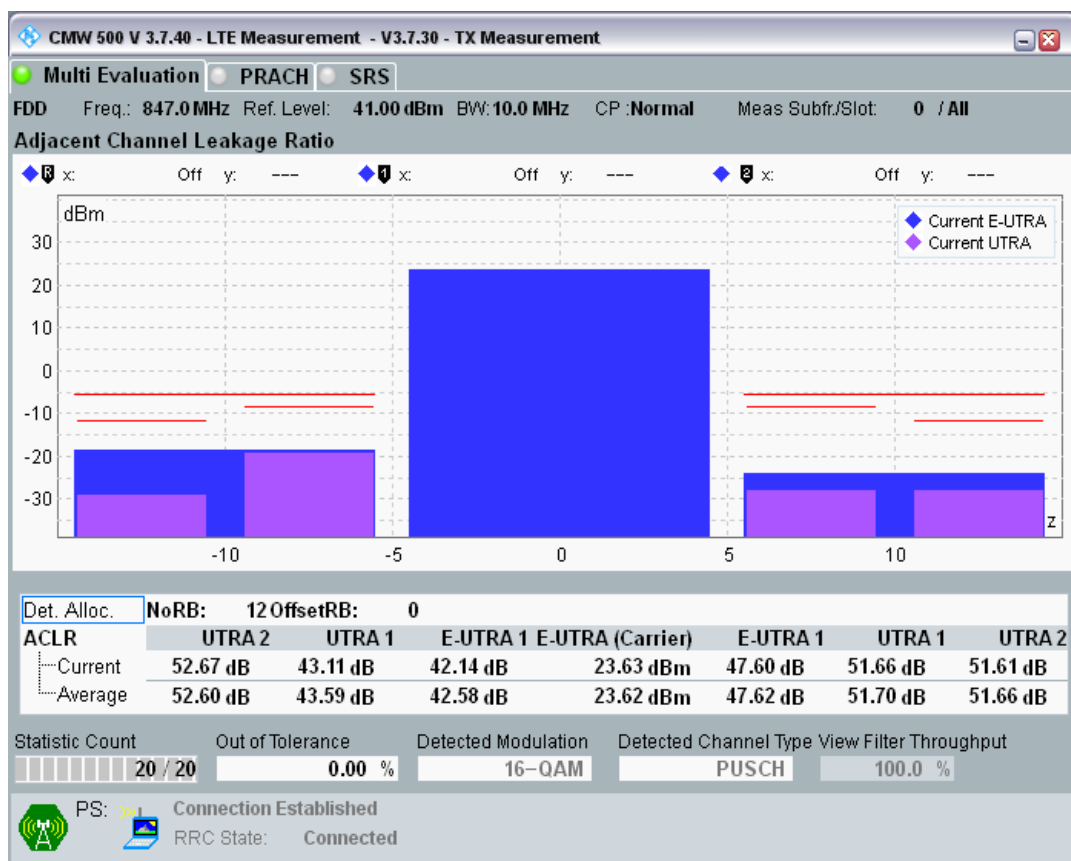 CMW 500 V 3.7.40 - LTE Measurement - V3.7.30 - TX Measurement
Multi Evaluation PRACH SRS
FDD Freq.: 847.0 MHz Ref. Level: 41.00 dBm BW: 10.0 MHz CP :Normal Meas Subfr./Slot: 0 / All
Adjacent Channel Leakage Ratio
R x: Off y: --- 1 x: Off y: --- 2 x: Off y: ---
dBm
Current E-UTRA
Current UTRA
30
20
10
0
-10
-20
-30
z
-10 -5 0 5 10
Det. Alloc. NoRB: 12 OffsetRB: 0
ACLR UTRA 2 UTRA 1 E-UTRA 1 E-UTRA (Carrier) E-UTRA 1 UTRA 1 UTRA 2
Current 52.67 dB 43.11 dB 42.14 dB 23.63 dBm 47.60 dB 51.66 dB 51.61 dB
Average 52.60 dB 43.59 dB 42.58 dB 23.62 dBm 47.62 dB 51.70 dB 51.66 dB
Statistic Count Out of Tolerance Detected Modulation Detected Channel Type View Filter Throughput
20 / 20 0.00 % 16-QAM PUSCH 100.0 %
PS: Connection Established
RRC State: Connected